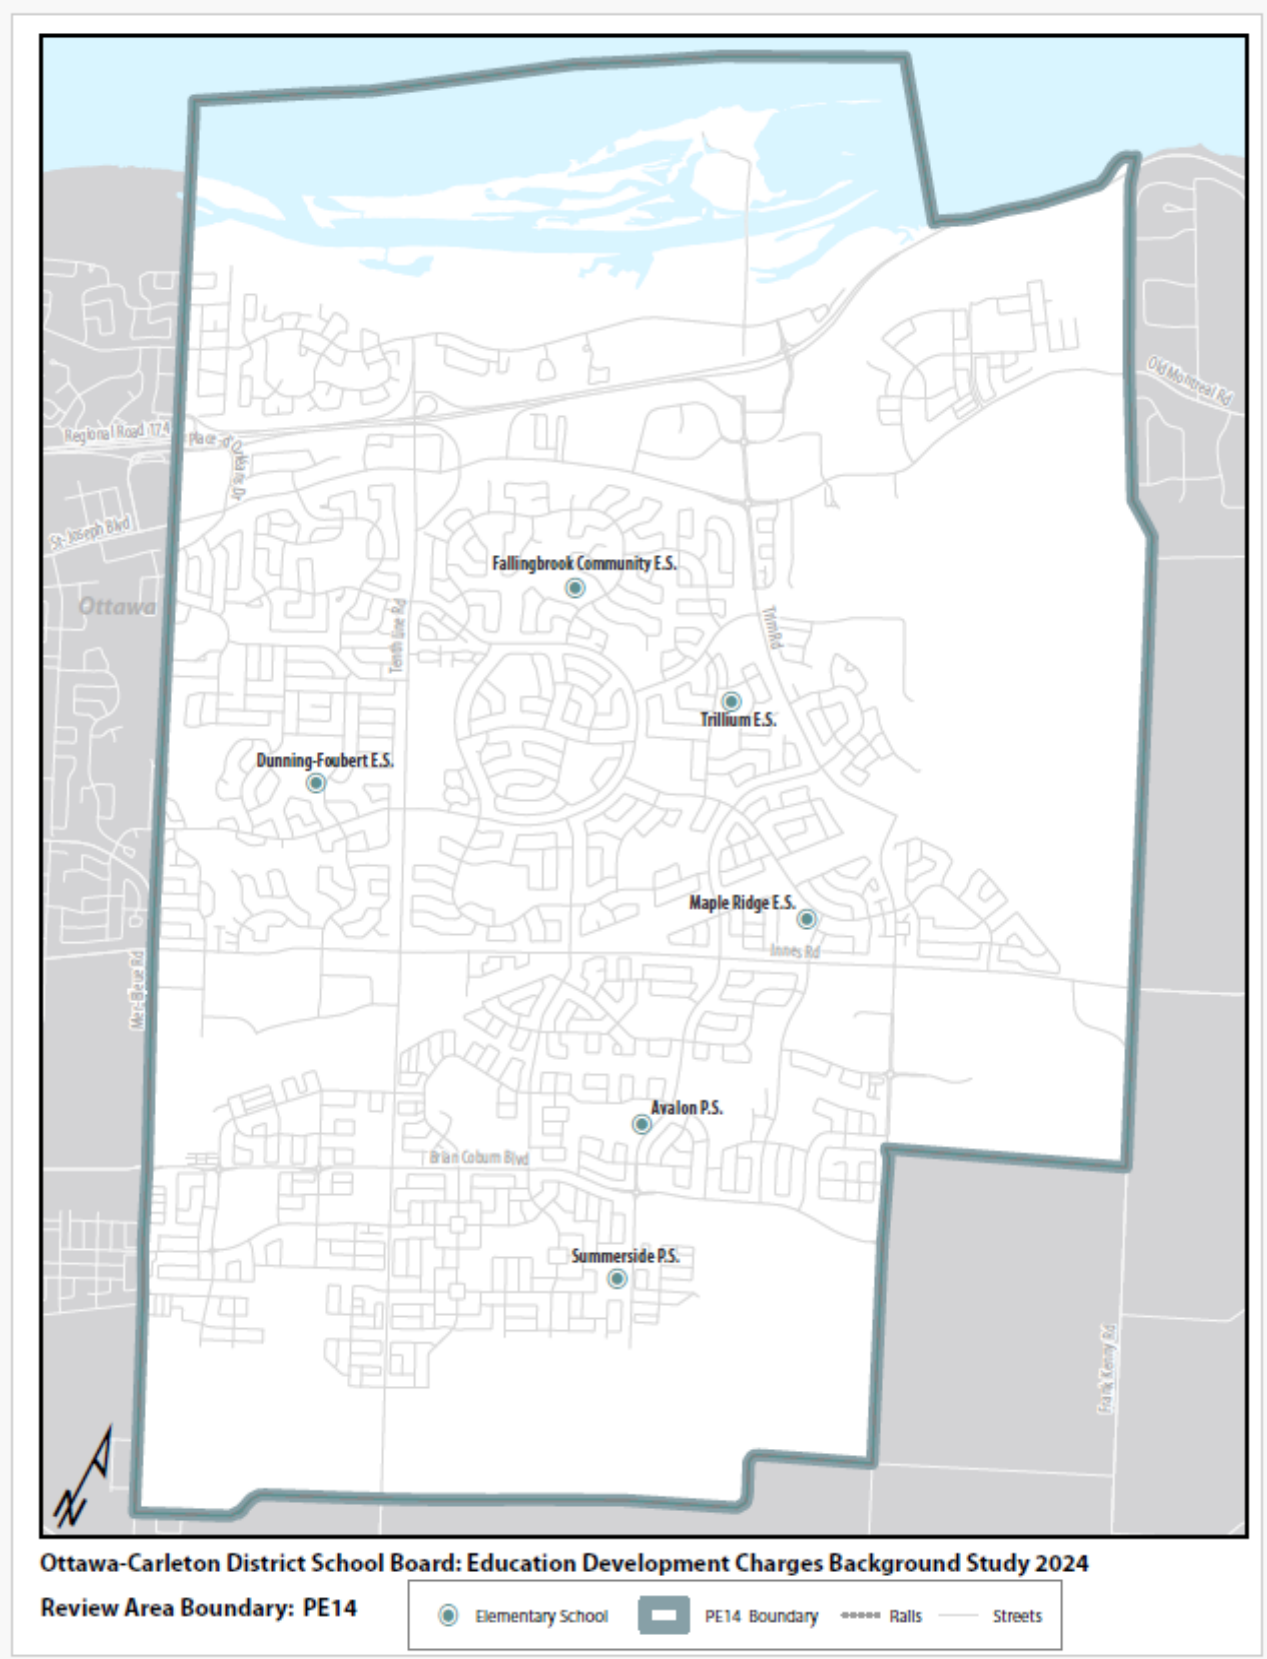 Old Montreal Rd
Regional Road 174
Place-d'Orléans Dr
St-Joseph Blvd
Fallingbrook Community E.S.
Ottawa
Tenth Line Rd
Trim Rd
Trillium E.S.
Dunning-Foubert E.S.
Maple Ridge E.S.
Innes Rd
Mer-Bleue Rd
Avalon P.S.
Brian Coburn Blvd
Summerside P.S.
Frank Kenny Rd
N
Ottawa-Carleton District School Board: Education Development Charges Background Study 2024
Review Area Boundary: PE14
Elementary School
PE14 Boundary
Rails
Streets